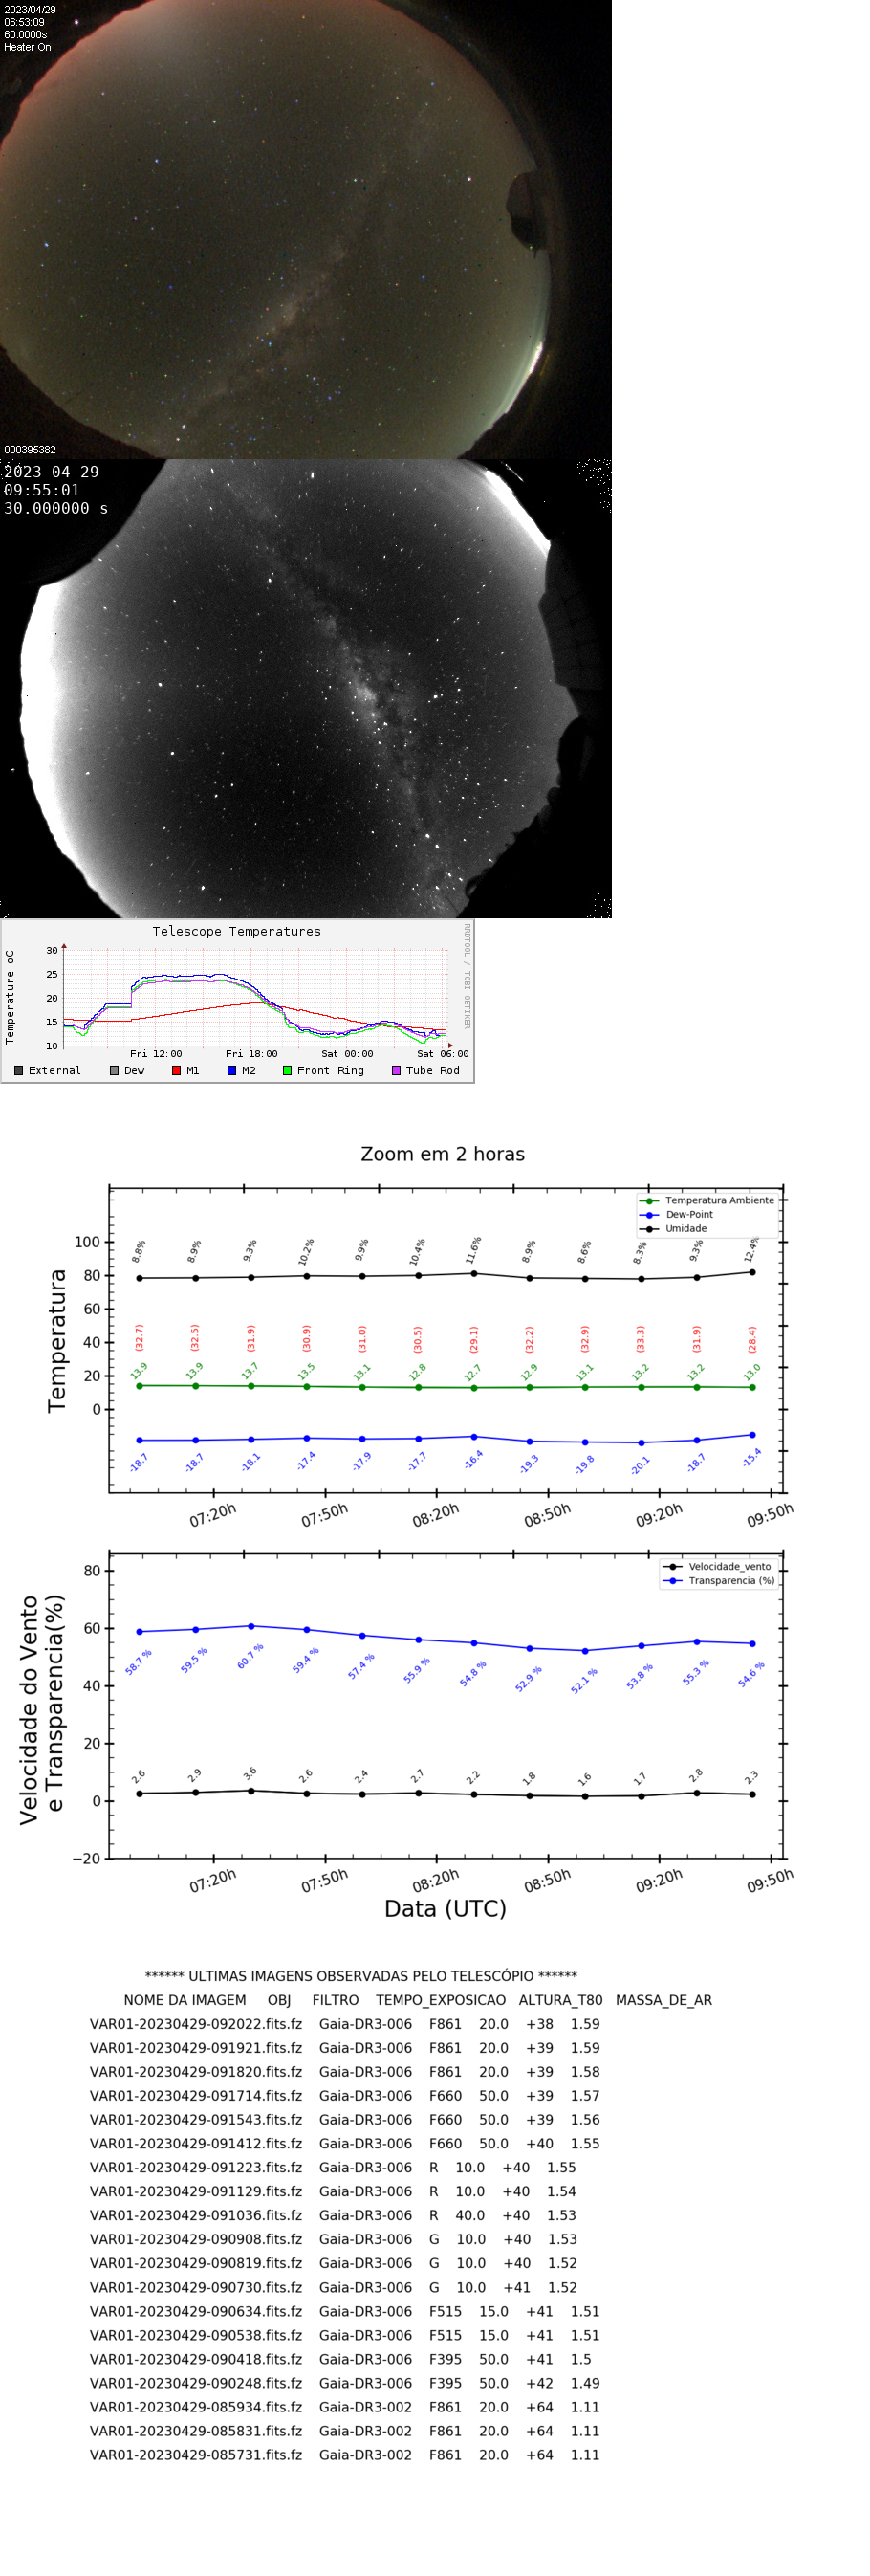 2023/04/29
06:53:09
60.0000s
Heater On
000395382
2023-04-29
09:55:01
30.000000 s
Telescope Temperatures
RRDTOOL / TOBI OETIKER
Temperature oC
30
25
20
15
10
Fri 12:00 Fri 18:00 Sat 00:00 Sat 06:00
External Dew M1 M2 Front Ring Tube Rod
Zoom em 2 horas
Temperatura Ambiente
Dew-Point
Umidade
Temperatura
100
80
60
40
20
0
8.8% 8.9% 9.3% 10.2% 9.9% 10.4% 11.6% 8.9% 8.6% 8.3% 9.3% 12.4%
(32.7) (32.5) (31.9) (30.9) (31.0) (30.5) (29.1) (32.2) (32.9) (33.3) (31.9) (28.4)
13.9 13.9 13.7 13.5 13.1 12.8 12.7 12.9 13.1 13.2 13.2 13.0
-18.7 -18.7 -18.1 -17.4 -17.9 -17.7 -16.4 -19.3 -19.8 -20.1 -18.7 -15.4
07:20h 07:50h 08:20h 08:50h 09:20h 09:50h
Velocidade_vento
Transparencia (%)
Velocidade do Vento
e Transparencia(%)
80
60
40
20
0
−20
58.7 % 59.5 % 60.7 % 59.4 % 57.4 % 55.9 % 54.8 % 52.9 % 52.1 % 53.8 % 55.3 % 54.6 %
2.6 2.9 3.6 2.6 2.4 2.7 2.2 1.8 1.6 1.7 2.8 2.3
07:20h 07:50h 08:20h 08:50h 09:20h 09:50h
Data (UTC)
****** ULTIMAS IMAGENS OBSERVADAS PELO TELESCÓPIO ******
NOME DA IMAGEM OBJ FILTRO TEMPO_EXPOSICAO ALTURA_T80 MASSA_DE_AR
VAR01-20230429-092022.fits.fz Gaia-DR3-006 F861 20.0 +38 1.59
VAR01-20230429-091921.fits.fz Gaia-DR3-006 F861 20.0 +39 1.59
VAR01-20230429-091820.fits.fz Gaia-DR3-006 F861 20.0 +39 1.58
VAR01-20230429-091714.fits.fz Gaia-DR3-006 F660 50.0 +39 1.57
VAR01-20230429-091543.fits.fz Gaia-DR3-006 F660 50.0 +39 1.56
VAR01-20230429-091412.fits.fz Gaia-DR3-006 F660 50.0 +40 1.55
VAR01-20230429-091223.fits.fz Gaia-DR3-006 R 10.0 +40 1.55
VAR01-20230429-091129.fits.fz Gaia-DR3-006 R 10.0 +40 1.54
VAR01-20230429-091036.fits.fz Gaia-DR3-006 R 40.0 +40 1.53
VAR01-20230429-090908.fits.fz Gaia-DR3-006 G 10.0 +40 1.53
VAR01-20230429-090819.fits.fz Gaia-DR3-006 G 10.0 +40 1.52
VAR01-20230429-090730.fits.fz Gaia-DR3-006 G 10.0 +41 1.52
VAR01-20230429-090634.fits.fz Gaia-DR3-006 F515 15.0 +41 1.51
VAR01-20230429-090538.fits.fz Gaia-DR3-006 F515 15.0 +41 1.51
VAR01-20230429-090418.fits.fz Gaia-DR3-006 F395 50.0 +41 1.5
VAR01-20230429-090248.fits.fz Gaia-DR3-006 F395 50.0 +42 1.49
VAR01-20230429-085934.fits.fz Gaia-DR3-002 F861 20.0 +64 1.11
VAR01-20230429-085831.fits.fz Gaia-DR3-002 F861 20.0 +64 1.11
VAR01-20230429-085731.fits.fz Gaia-DR3-002 F861 20.0 +64 1.11